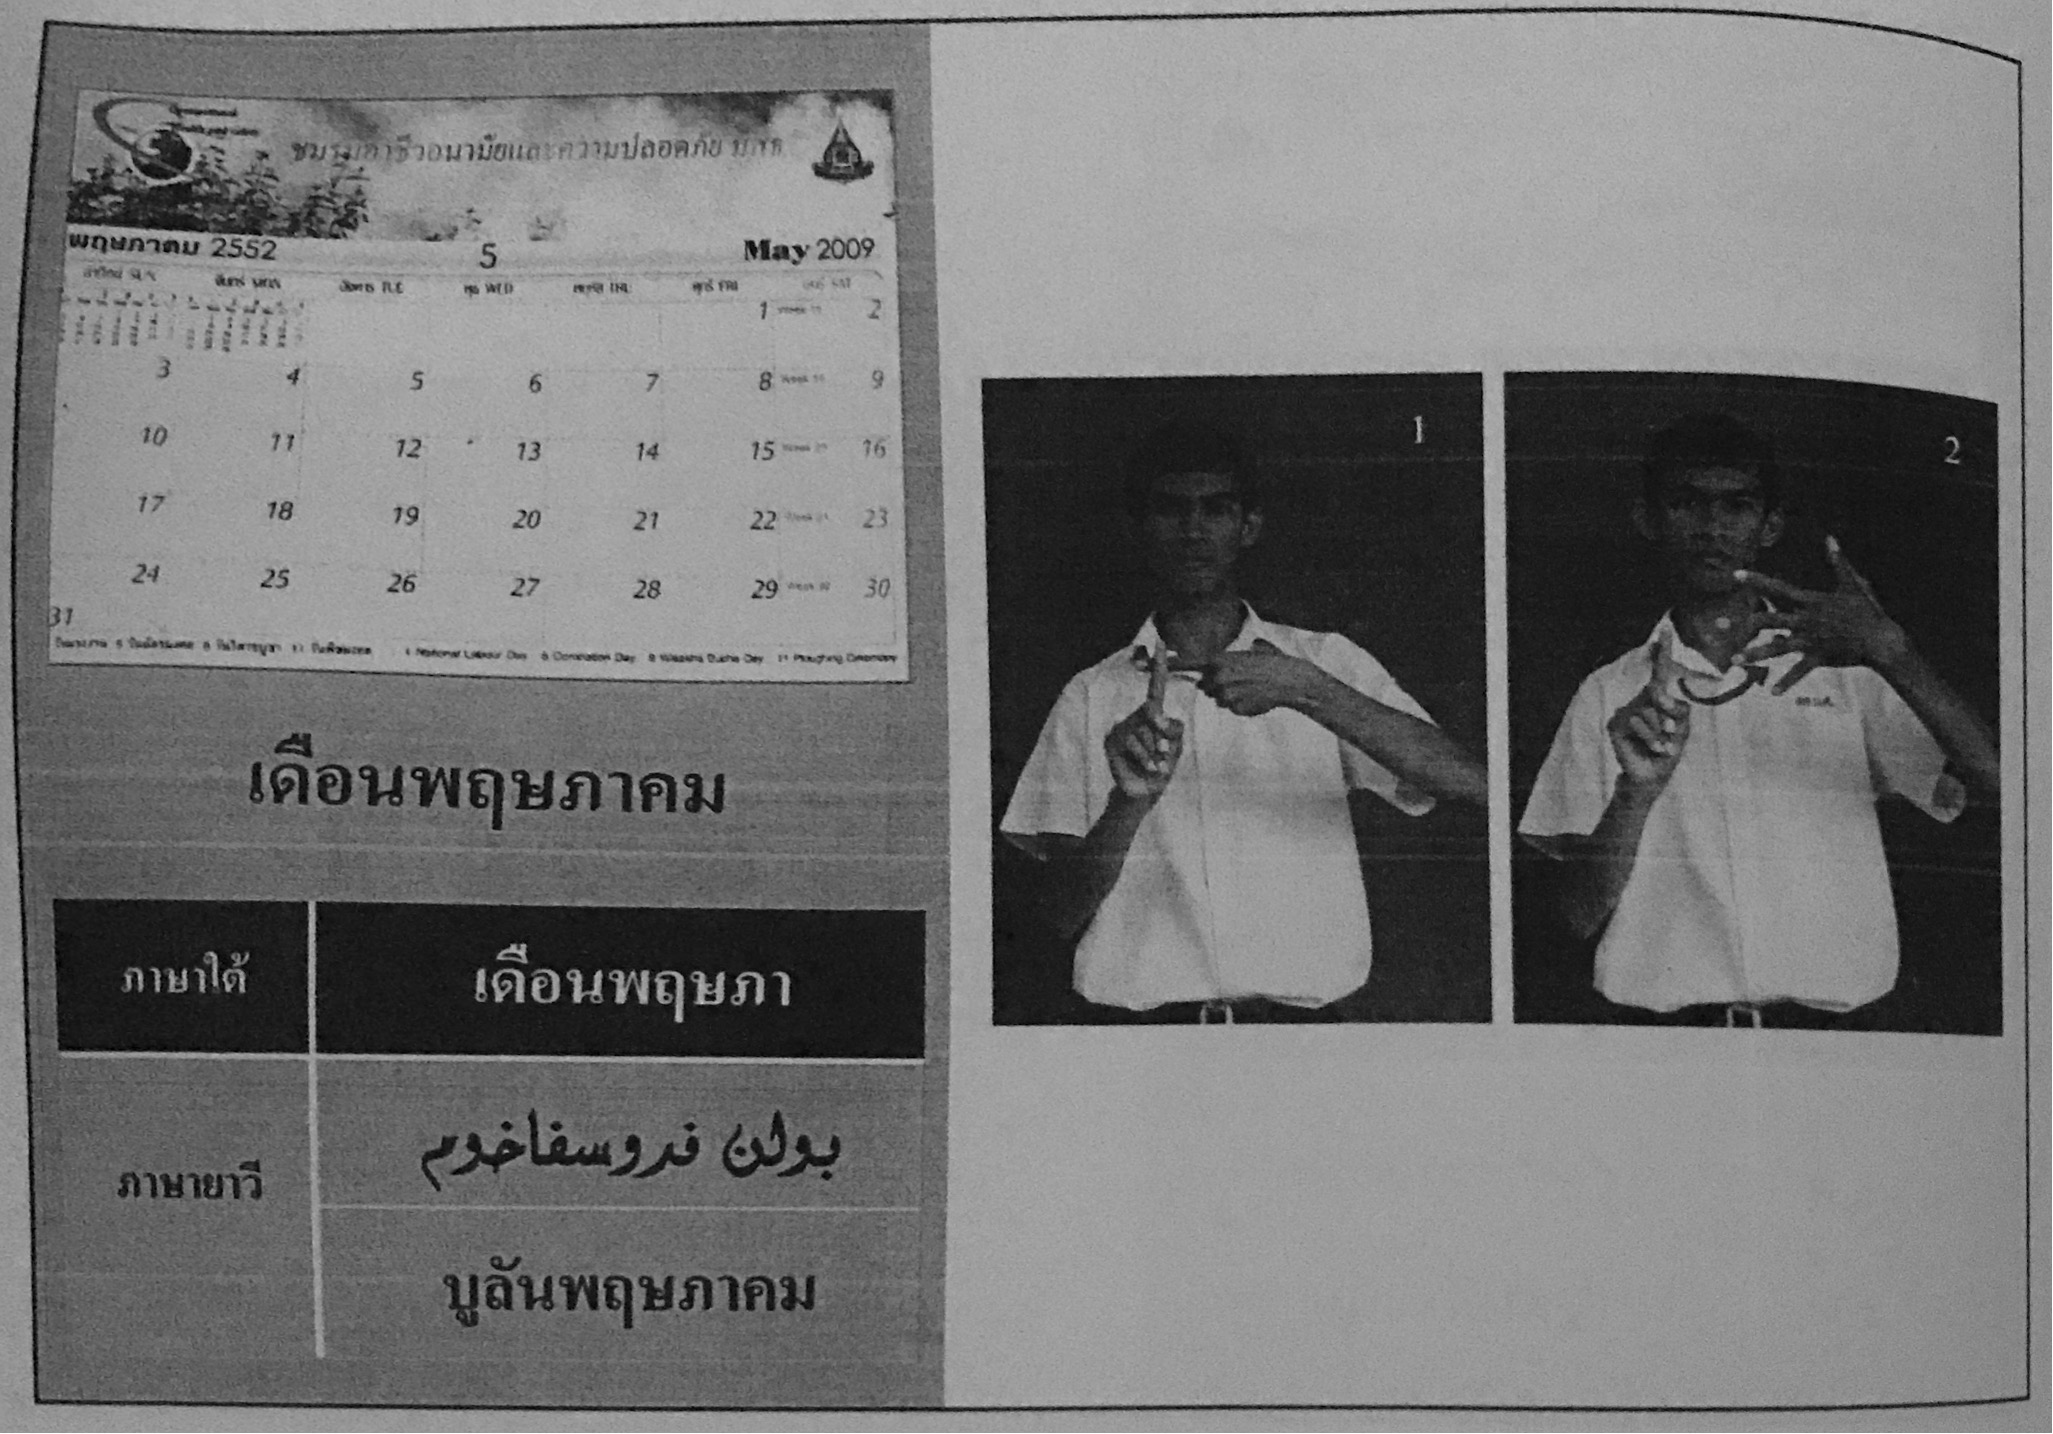 ชมรมอาชีวอนามัยและความปลอดภัย มสธ
พฤษภาคม 2552 5 May 2009
อาทิตย์ SUN จันทร์ MON อังคาร TUE พุธ WED พฤหัส THU ศุกร์ FRI เสาร์ SAT
1 2
3 4 5 6 7 8 9
10 11 12 13 14 15 16
17 18 19 20 21 22 23
24 25 26 27 28 29 30
31
1 National Labour Day 5 Coronation Day 8 Visakha Bucha Day 11 Ploughing Ceremony
เดือนพฤษภาคม
ภาษาใต้ เดือนพฤษภา
ภาษายาวี
بولن فروسفاخوم
บูลันพฤษภาคม
1
2